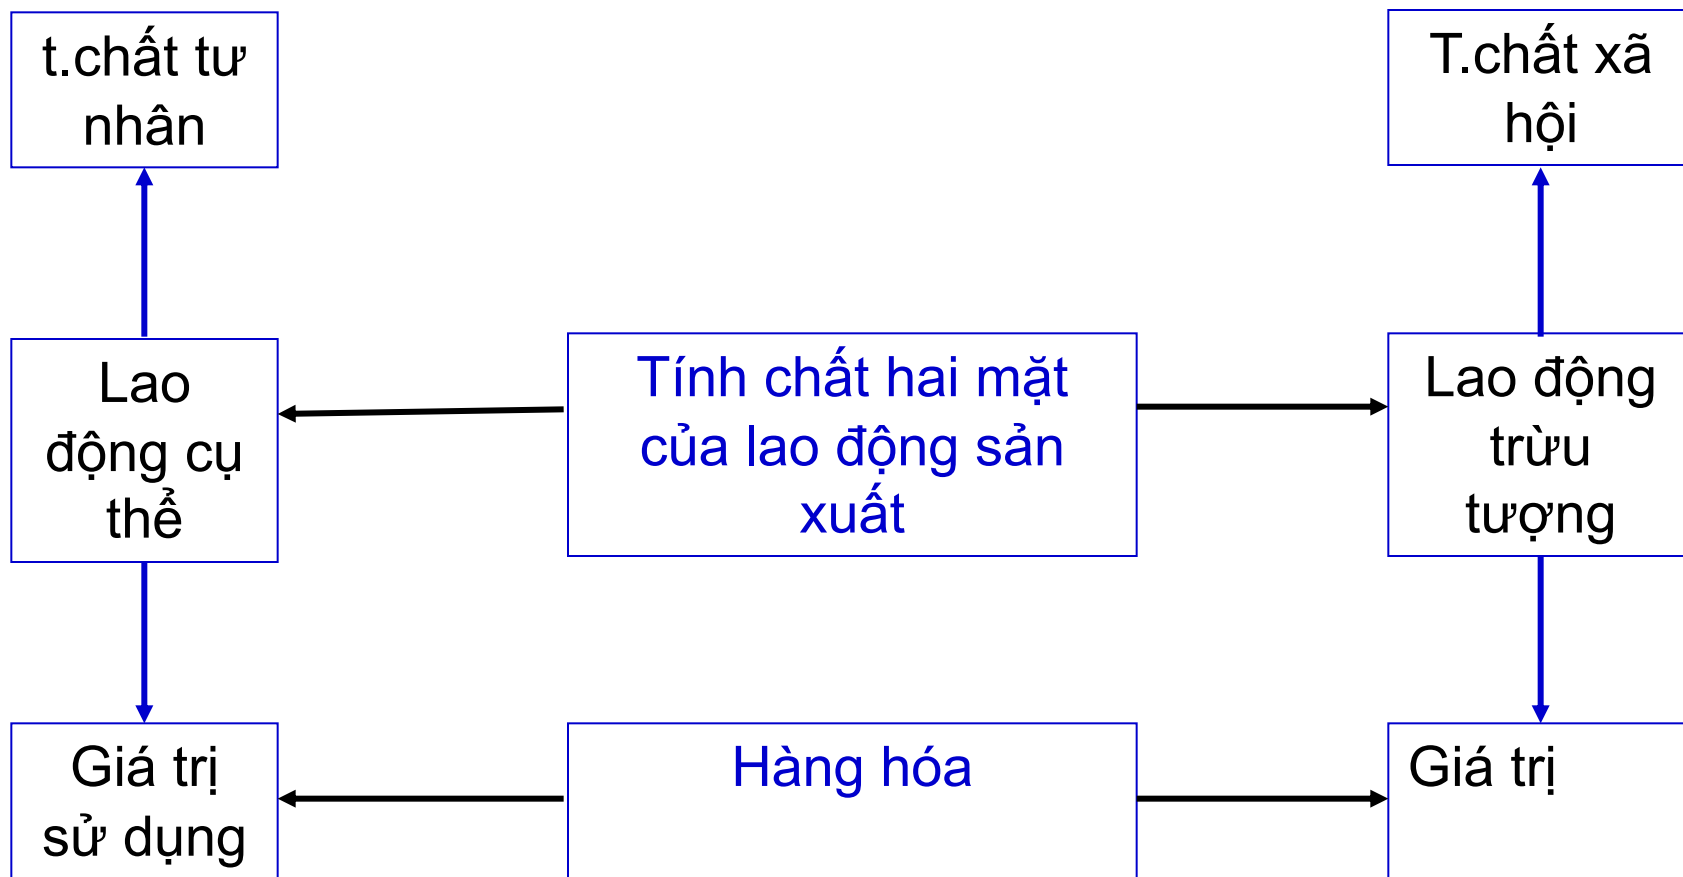 t.chất tư
nhân
T.chất xã
hội
Lao
động cụ
thể
Tính chất hai mặt
của lao động sản
xuất
Lao động
trừu
tượng
Giá trị
sử dụng
Hàng hóa
Giá trị